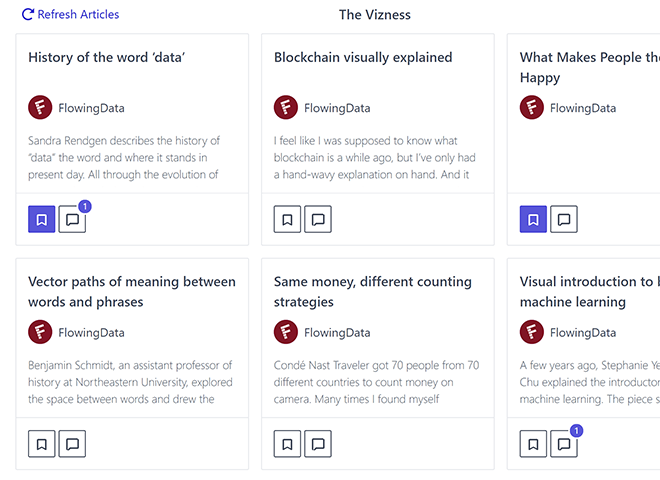 Refresh Articles
The Vizness
History of the word ‘data’
FlowingData
Sandra Rendgen describes the history of
“data” the word and where it stands in
present day. All through the evolution of
1
Blockchain visually explained
FlowingData
I feel like I was supposed to know what
blockchain is a while ago, but I’ve only had
a hand-wavy explanation on hand. And it
What Makes People the
Happy
FlowingData
Vector paths of meaning between
words and phrases
FlowingData
Benjamin Schmidt, an assistant professor of
history at Northeastern University, explored
the space between words and drew the
Same money, different counting
strategies
FlowingData
Condé Nast Traveler got 70 people from 70
different countries to count money on
camera. Many times I found myself
Visual introduction to
machine learning
FlowingData
A few years ago, Stephanie
Chu explained the
machine learning. The piece
1